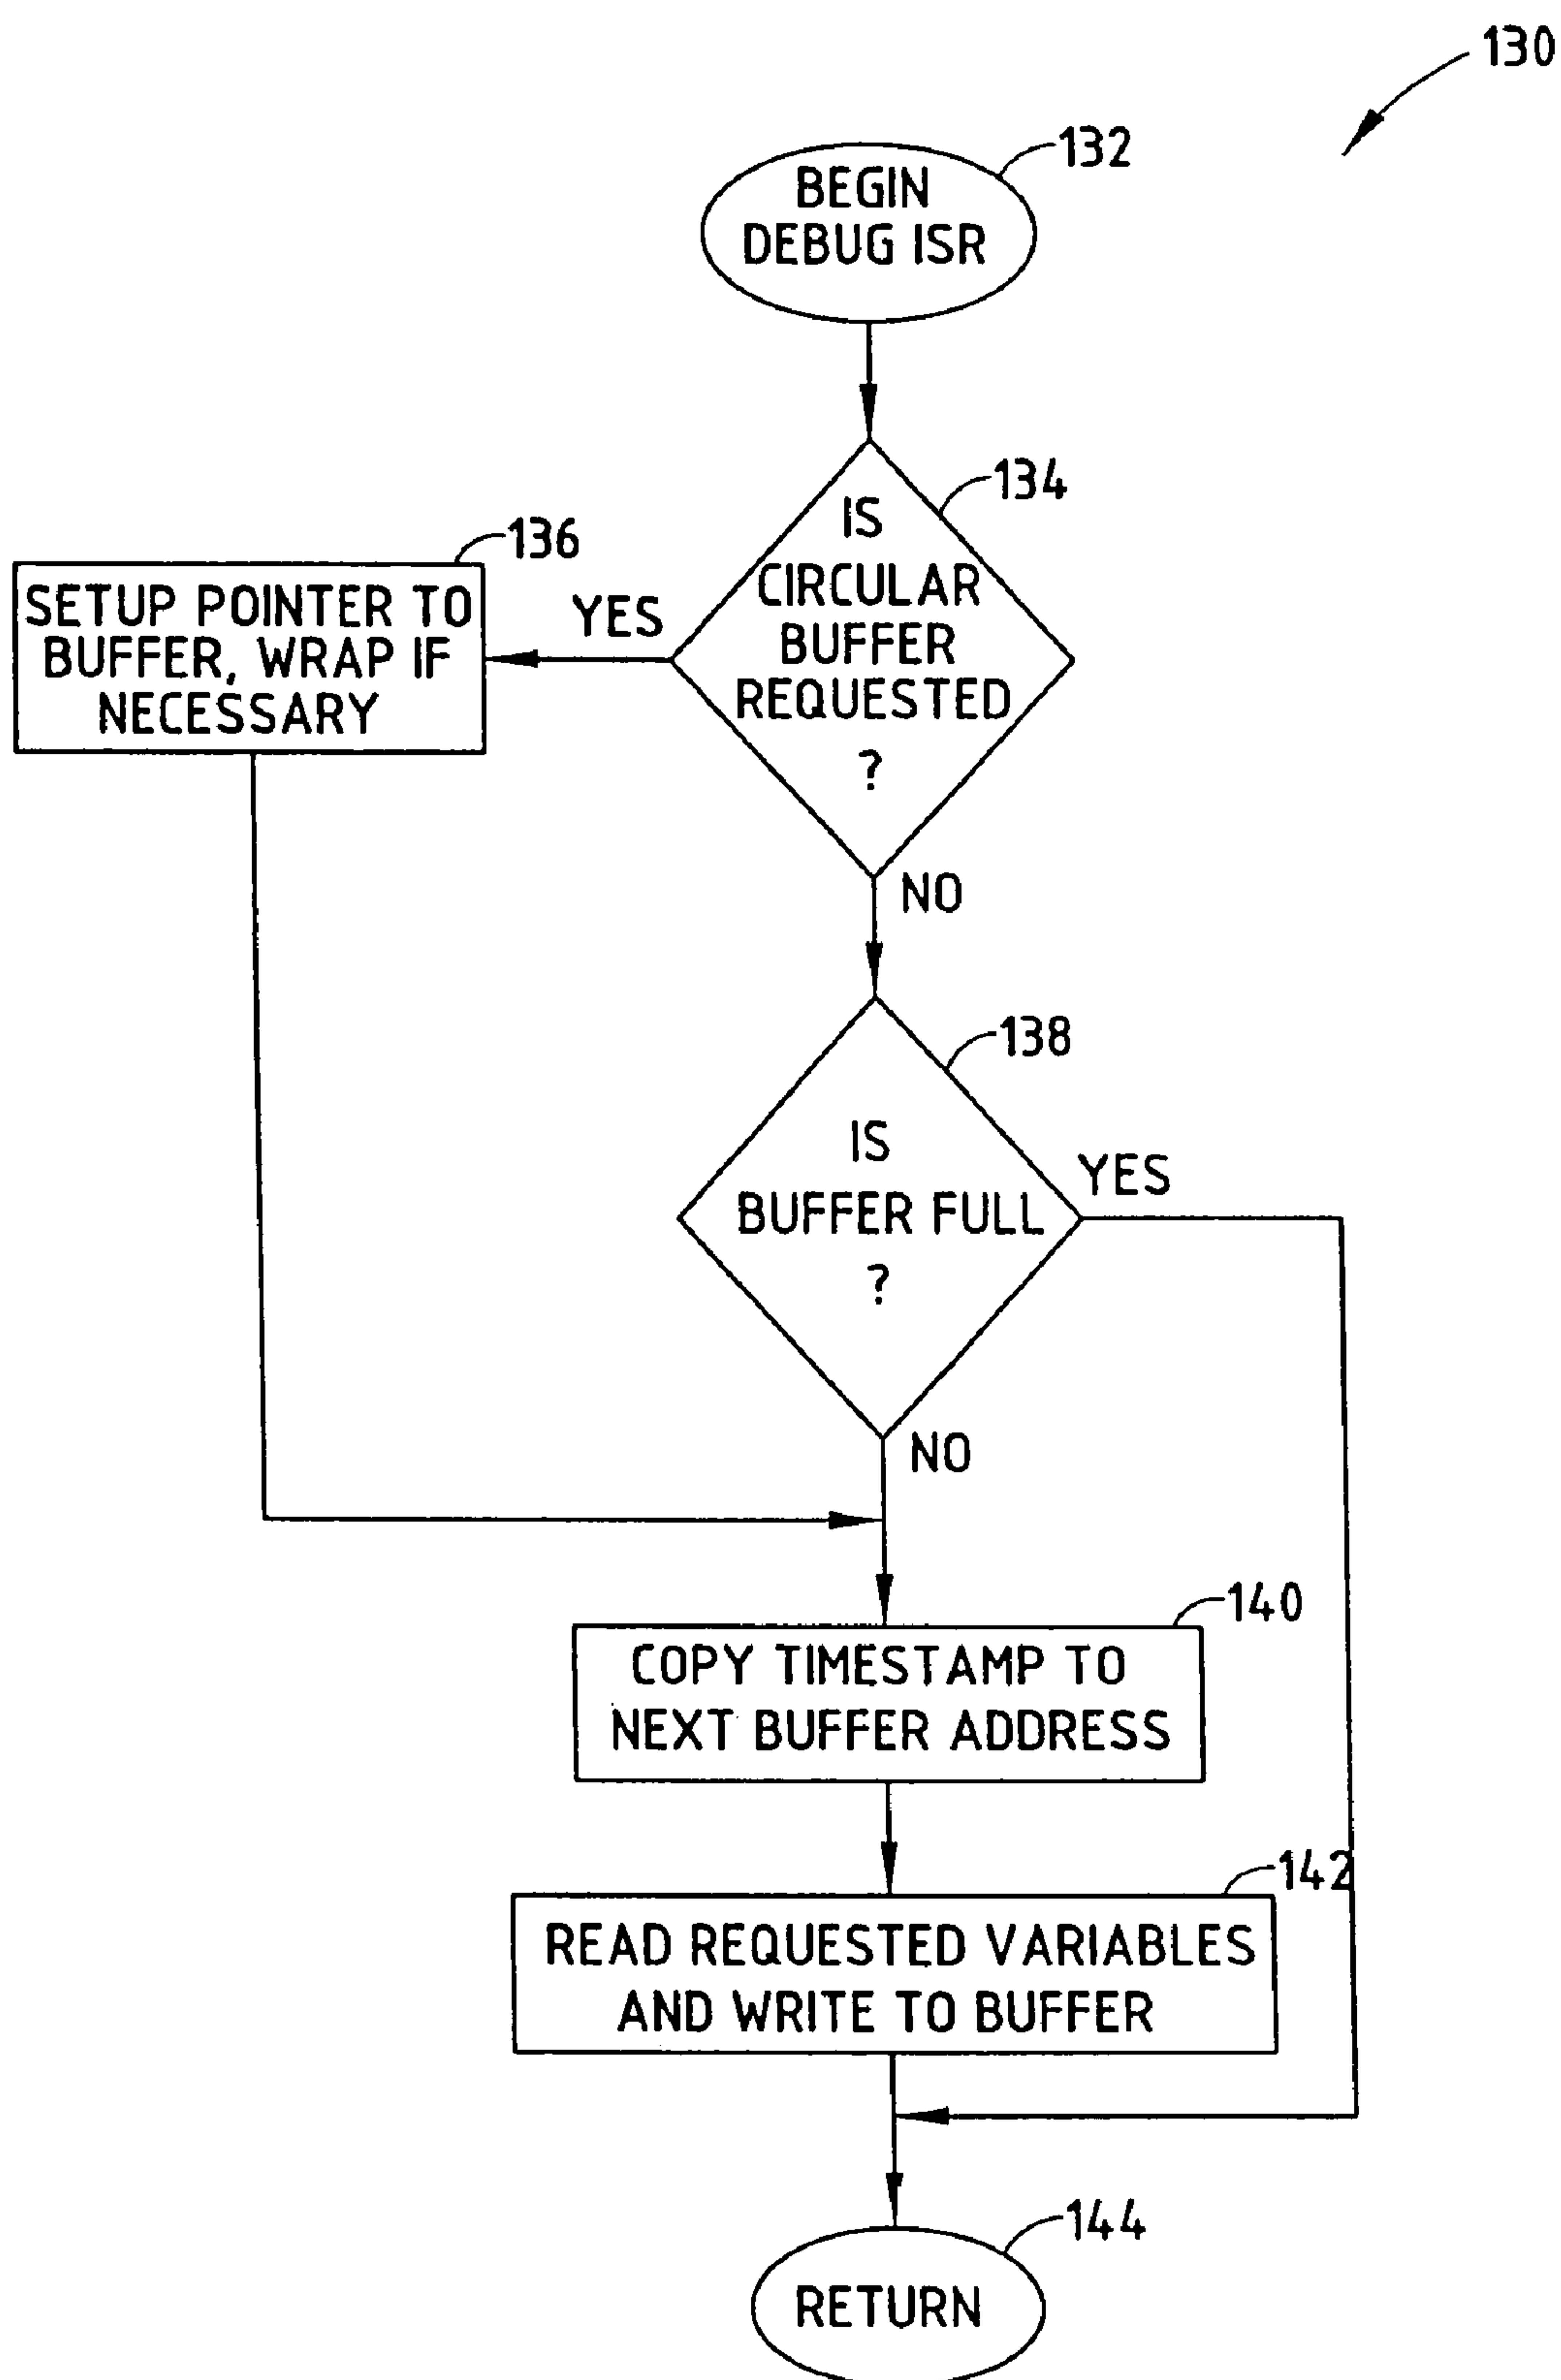 130
132
BEGIN
DEBUG ISR
134
IS
CIRCULAR
BUFFER
REQUESTED
?
136
SETUP POINTER TO
BUFFER, WRAP IF
NECESSARY
YES
NO
138
IS
BUFFER FULL
?
YES
NO
140
COPY TIMESTAMP TO
NEXT BUFFER ADDRESS
142
READ REQUESTED VARIABLES
AND WRITE TO BUFFER
144
RETURN